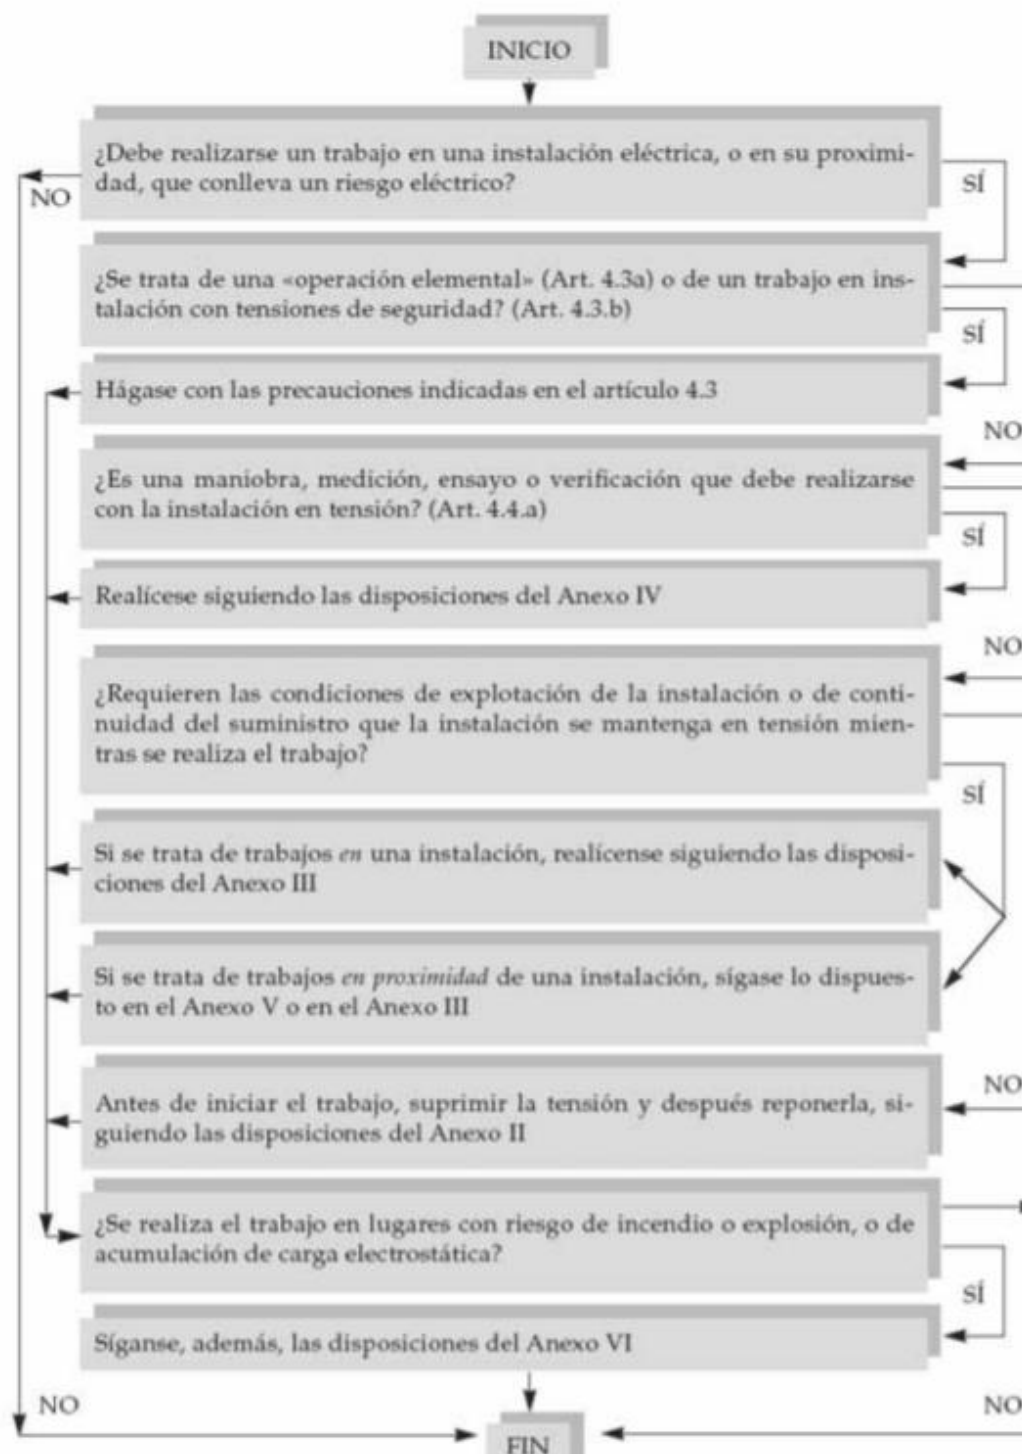 INICIO
¿Debe realizarse un trabajo en una instalación eléctrica, o en su proximi-
dad, que conlleva un riesgo eléctrico?
NO
SÍ
¿Se trata de una «operación elemental» (Art. 4.3a) o de un trabajo en ins-
talación con tensiones de seguridad? (Art. 4.3.b)
SÍ
Hágase con las precauciones indicadas en el artículo 4.3
NO
¿Es una maniobra, medición, ensayo o verificación que debe realizarse
con la instalación en tensión? (Art. 4.4.a)
SÍ
Realícese siguiendo las disposiciones del Anexo IV
NO
¿Requieren las condiciones de explotación de la instalación o de conti-
nuidad del suministro que la instalación se mantenga en tensión mien-
tras se realiza el trabajo?
SÍ
Si se trata de trabajos en una instalación, realícense siguiendo las disposi-
ciones del Anexo III
Si se trata de trabajos en proximidad de una instalación, sígase lo dispues-
to en el Anexo V o en el Anexo III
NO
Antes de iniciar el trabajo, suprimir la tensión y después reponerla, si-
guiendo las disposiciones del Anexo II
¿Se realiza el trabajo en lugares con riesgo de incendio o explosión, o de
acumulación de carga electrostática?
SÍ
Síganse, además, las disposiciones del Anexo VI
NO
NO
FIN